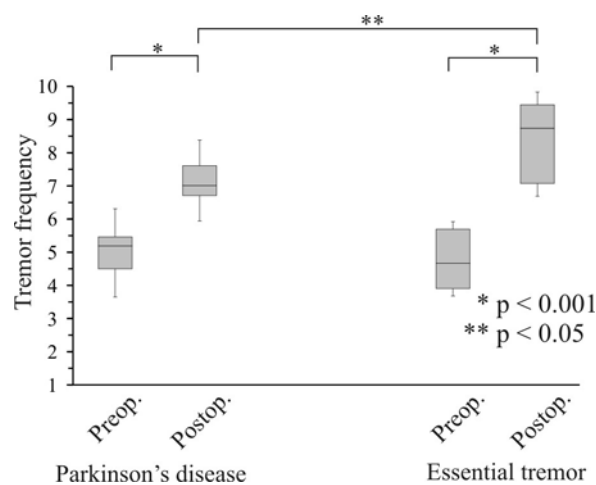 **
*
*
Tremor frequency
10
9
8
7
6
5
4
3
2
1
* p < 0.001
** p < 0.05
Preop.
Postop.
Preop.
Postop.
Parkinson’s disease
Essential tremor